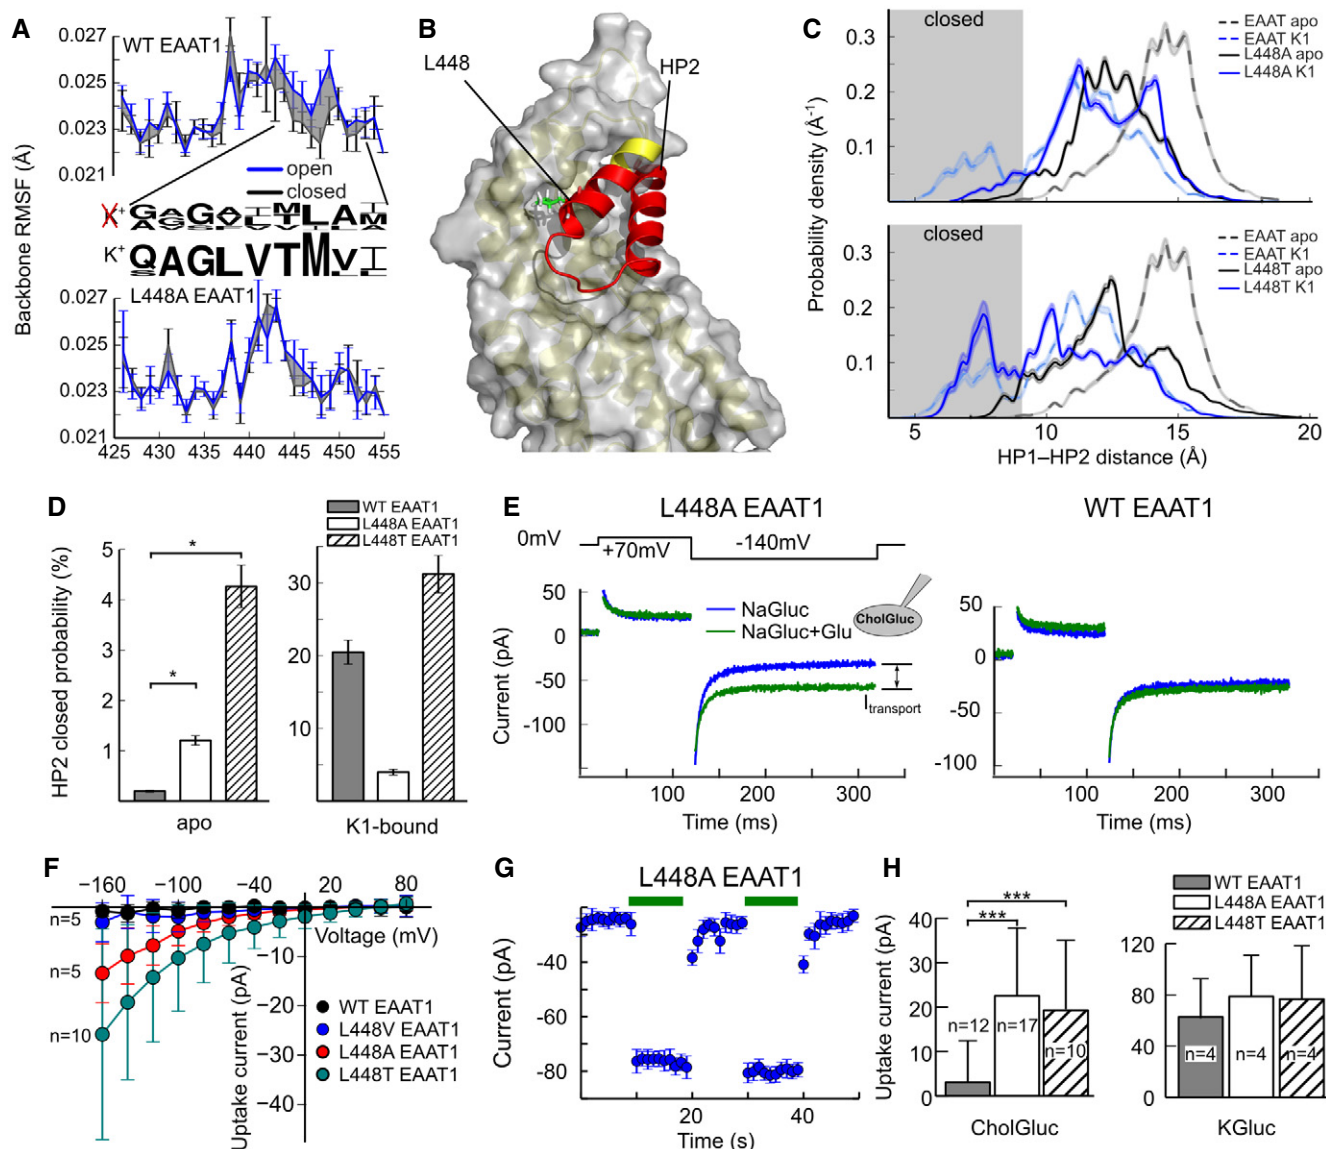 A
0.027
WT EAAT1
0.025
0.023
0.021
open
closed
K+
K+
QAGLVTMVI
L448A EAAT1
0.027
0.025
0.023
0.021
425 430 435 440 445 450 455
Backbone RMSF (Å)
B
L448
HP2
C
closed
EAAT apo
EAAT K1
L448A apo
L448A K1
0.3
0.2
0.1
closed
EAAT apo
EAAT K1
L448T apo
L448T K1
0.3
0.2
0.1
5 10 15 20
HP1–HP2 distance (Å)
Probability density (Å-1)
D
WT EAAT1
L448A EAAT1
L448T EAAT1
5
4
3
2
1
*
*
apo
30
20
10
K1-bound
HP2 closed probability (%)
E
L448A EAAT1
WT EAAT1
0mV
+70mV
-140mV
50
0
-50
-100
NaGluc
NaGluc+Glu
CholGluc
Itransport
100 200 300
Time (ms)
Current (pA)
50
0
-50
-100
100 200 300
Time (ms)
F
−160 −100 −40 20 80
n=5
n=5
n=10
Voltage (mV)
−10
−20
−30
−40
Uptake current (pA)
WT EAAT1
L448V EAAT1
L448A EAAT1
L448T EAAT1
G
L448A EAAT1
-40
-60
-80
20 40
Time (s)
Current (pA)
H
WT EAAT1
L448A EAAT1
L448T EAAT1
40
30
20
10
0
***
***
n=12
n=17
n=10
CholGluc
Uptake current (pA)
120
80
40
0
n=4
n=4
n=4
KGluc